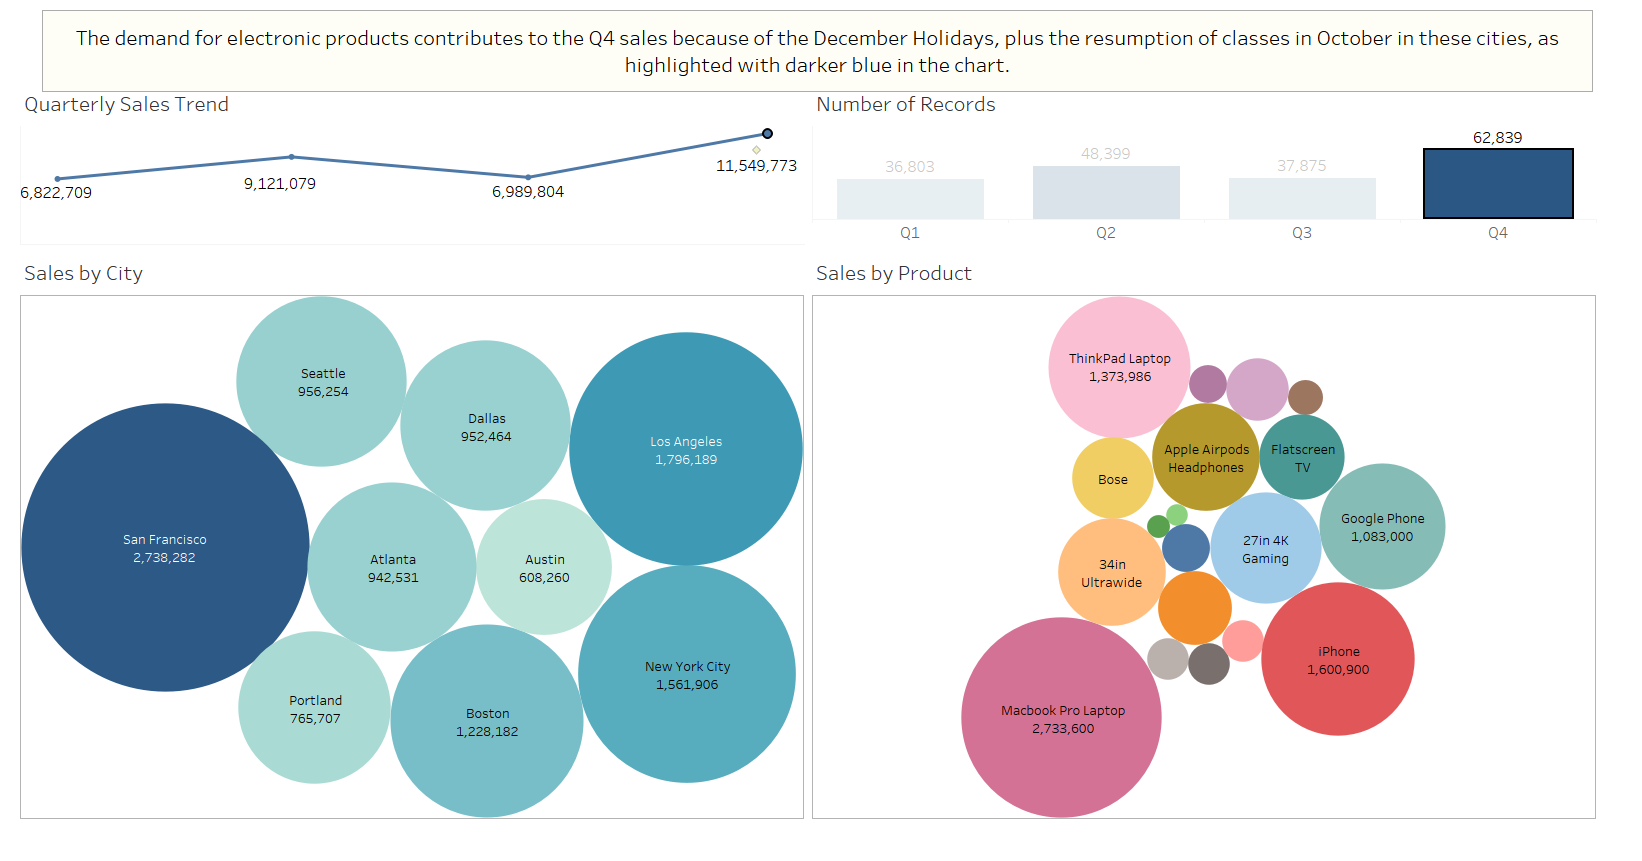 The demand for electronic products contributes to the Q4 sales because of the December Holidays, plus the resumption of classes in October in these cities, as
highlighted with darker blue in the chart.
Quarterly Sales Trend
6,822,709
9,121,079
6,989,804
11,549,773
Number of Records
36,803
48,399
37,875
62,839
Q1
Q2
Q3
Q4
Sales by City
Seattle
956,254
Dallas
952,464
Los Angeles
1,796,189
San Francisco
2,738,282
Atlanta
942,531
Austin
608,260
New York City
1,561,906
Portland
765,707
Boston
1,228,182
Sales by Product
ThinkPad Laptop
1,373,986
Apple Airpods
Headphones
Flatscreen
TV
Bose
Google Phone
1,083,000
27in 4K
Gaming
34in
Ultrawide
iPhone
1,600,900
Macbook Pro Laptop
2,733,600